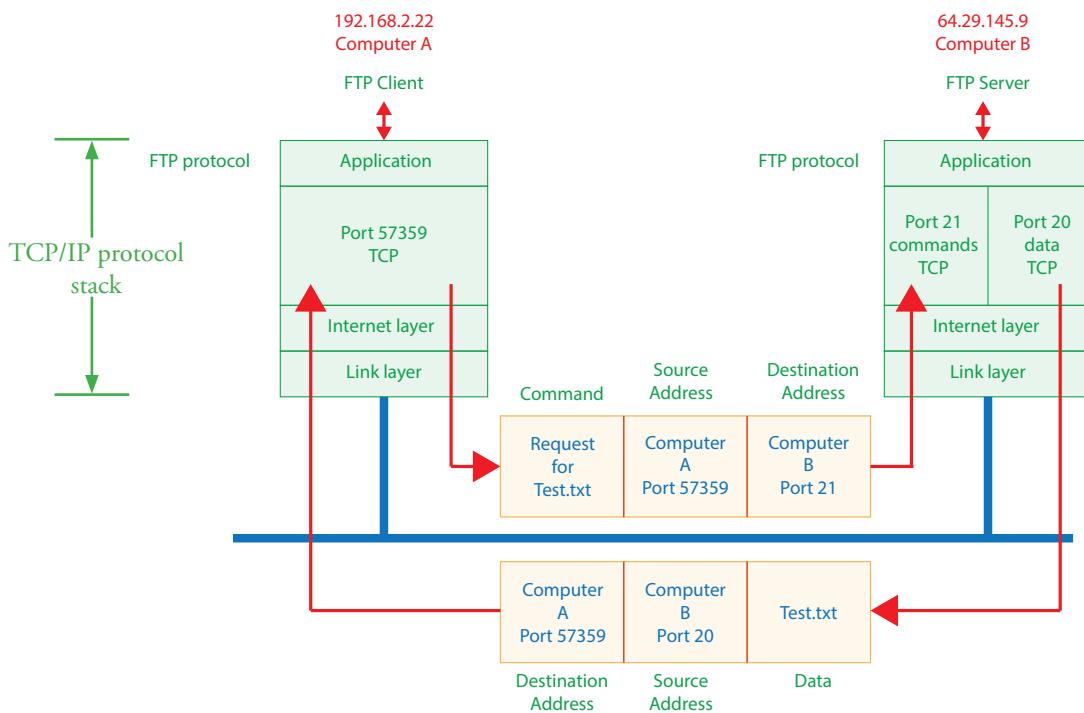 192.168.2.22
Computer A
64.29.145.9
Computer B
FTP Client
FTP Server
FTP protocol
Application
FTP protocol
Application
TCP/IP protocol
stack
Port 57359
TCP
Port 21
commands
TCP
Port 20
data
TCP
Internet layer
Internet layer
Link layer
Link layer
Command
Source
Address
Destination
Address
Request
for
Test.txt
Computer
A
Port 57359
Computer
B
Port 21
Computer
A
Port 57359
Computer
B
Port 20
Test.txt
Destination
Address
Source
Address
Data